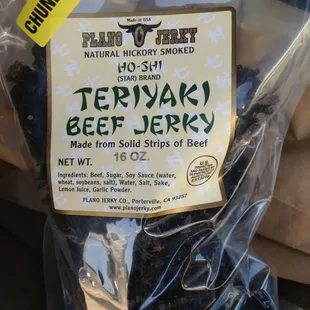 CHUN
Made in USA
PLANO JERKY
NATURAL HICKORY SMOKED
HO-SHI
(STAR) BRAND
TERIYAKI
BEEF JERKY
Made from Solid Strips of Beef
NET WT. 16 OZ.
Ingredients: Beef, Sugar, Soy Sauce (water,
wheat, soybeans, salt), Water, Salt, Sake,
Lemon Juice, Garlic Powder.
PLANO JERKY CO., Porterville, CA 93257
www.planojerky.com
U.S.